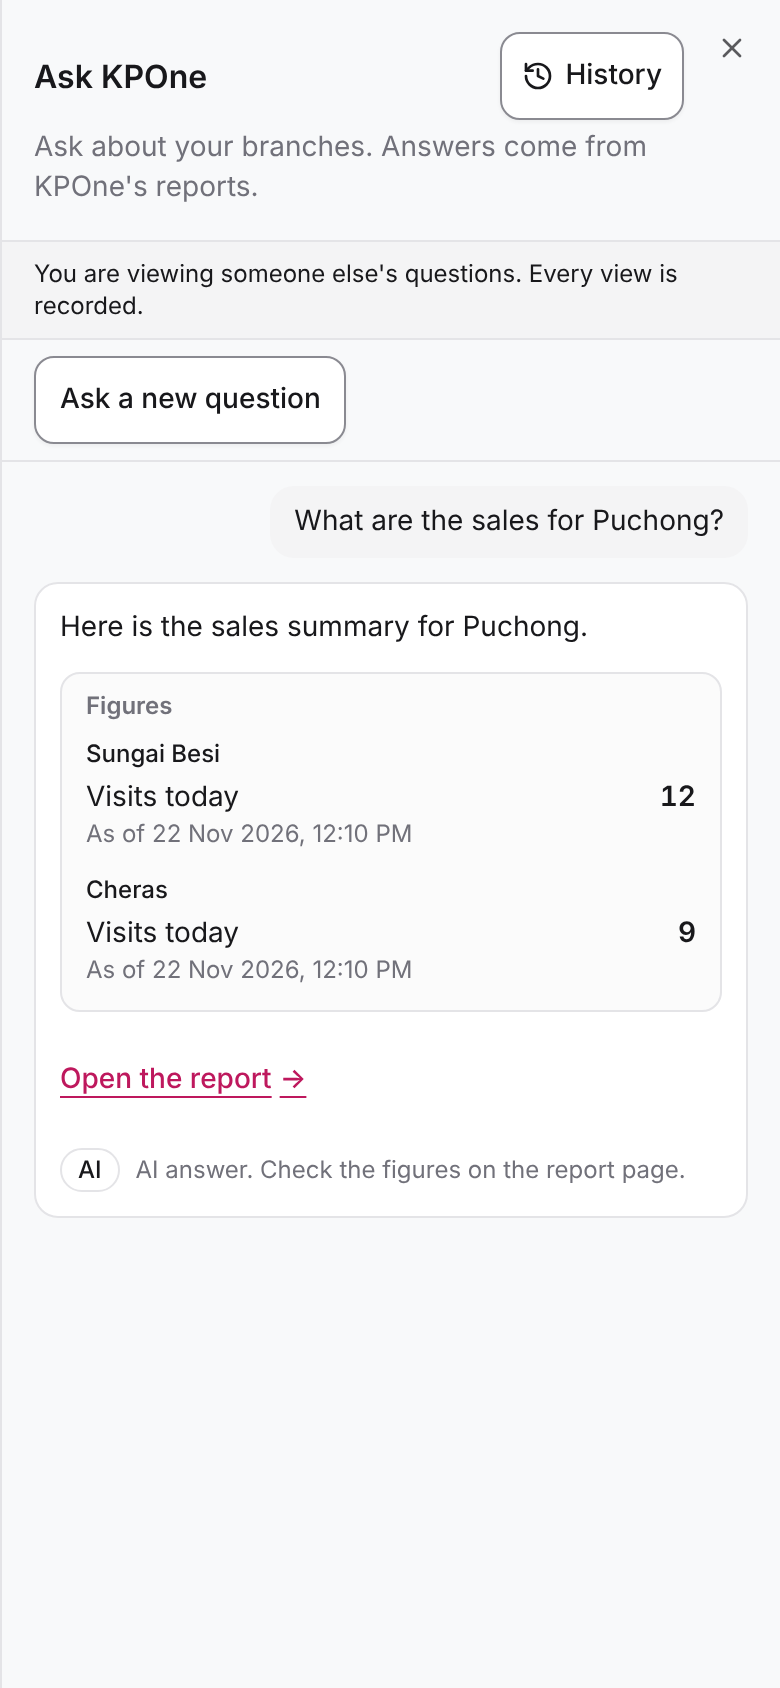 Ask KPOne
History
Ask about your branches. Answers come from
KPOne's reports.
You are viewing someone else's questions. Every view is
recorded.
Ask a new question
What are the sales for Puchong?
Here is the sales summary for Puchong.
Figures
Sungai Besi
Visits today 12
As of 22 Nov 2026, 12:10 PM
Cheras
Visits today 9
As of 22 Nov 2026, 12:10 PM
Open the report →
AI AI answer. Check the figures on the report page.